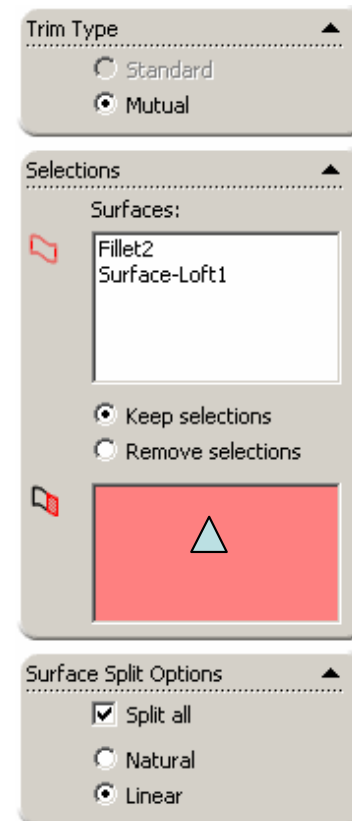 Trim Type
Standard
Mutual
Selections
Surfaces:
Fillet2
Surface-Loft1
Keep selections
Remove selections
Surface Split Options
Split all
Natural
Linear